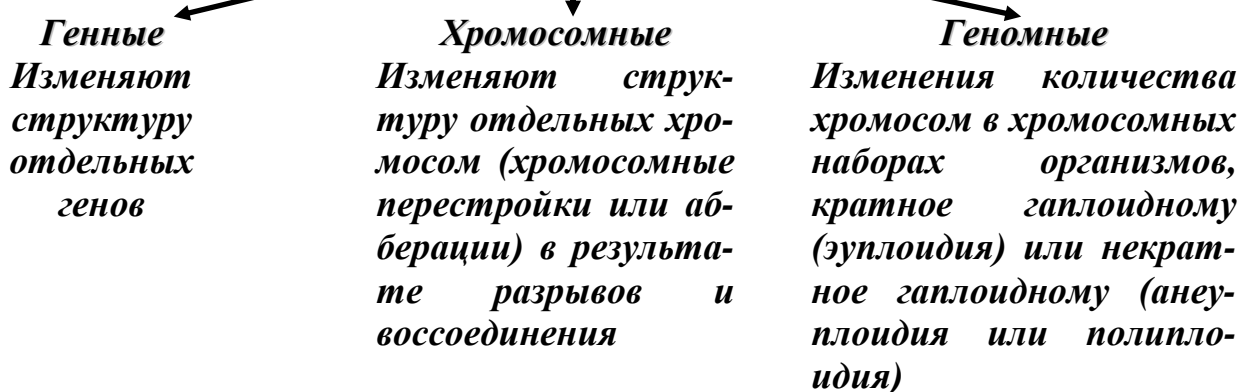 Генные
Изменяют
структуру
отдельных
генов
Хромосомные
Изменяют струк-
туру отдельных хро-
мосом (хромосомные
перестройки или аб-
берации) в результа-
те разрывов и
воссоединения
Геномные
Изменения количества
хромосом в хромосомных
наборах организмов,
кратное гаплоидному
(эуплоидия) или некрат-
ное гаплоидному (анеу-
плоидия или полипло-
идия)